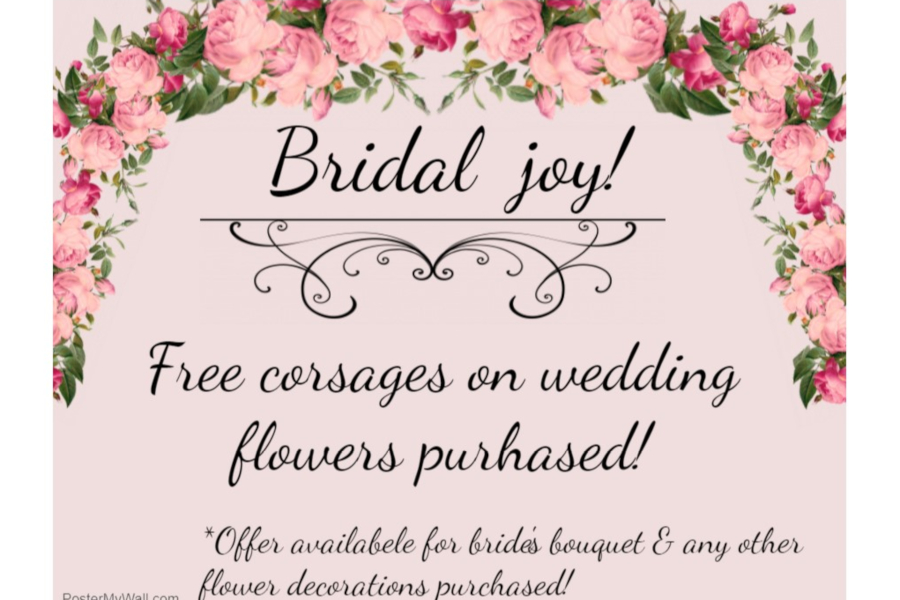 Bridal joy!
Free corsages on wedding
flowers purhased!
*Offer availabele for bride's bouquet & any other
flower decorations purchased!
PosterMyWall.com